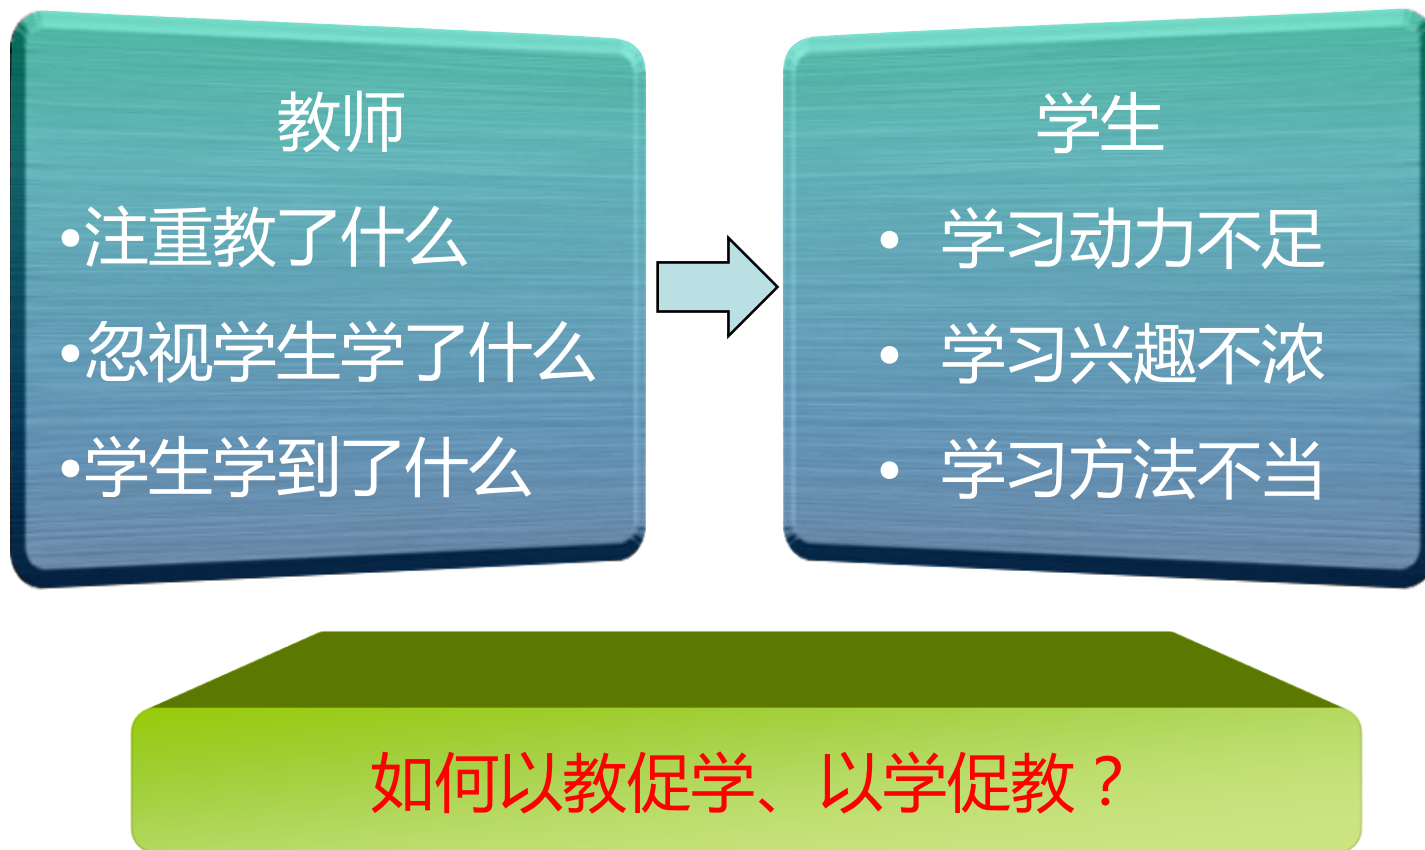 教师
•注重教了什么
•忽视学生学了什么
•学生学到了什么
学生
• 学习动力不足
• 学习兴趣不浓
• 学习方法不当
如何以教促学、以学促教？